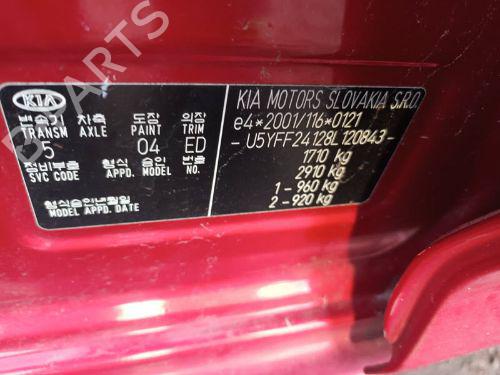 KIA
변속기 차축 도장 의장
TRANSM AXLE PAINT TRIM
5 04 ED
정비부품 형식 승인 번호
SVC CODE APPD. MODEL NO.
형식승인년월일
MODEL APPD. DATE
KIA MOTORS SLOVAKIA S.R.O.
e4*2001/116*0121
-U5YFF24128L120843-
1710 kg
2910 kg
1 - 960 kg
2 - 920 kg
B-PARTS